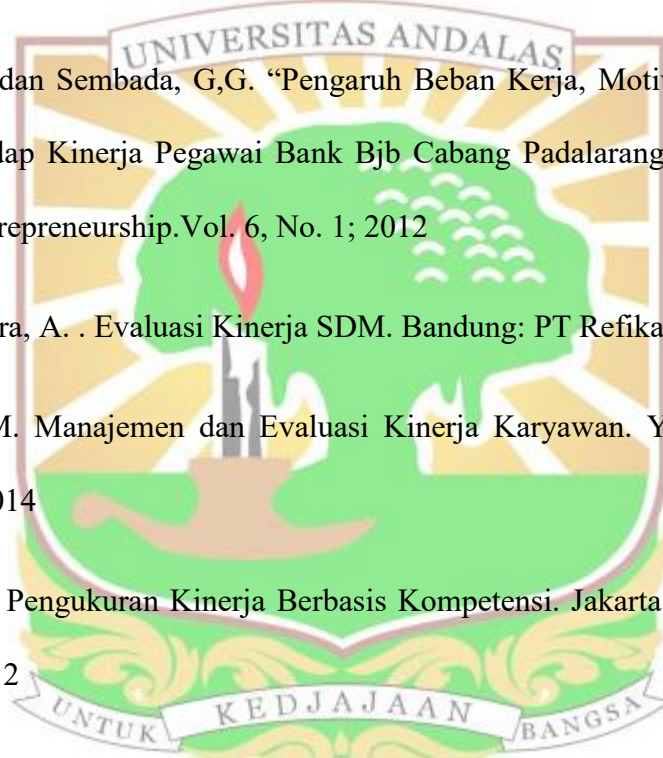 UNIVERSITAS ANDALAS
dan Sembada, G,G. “Pengaruh Beban Kerja, Motiv
dap Kinerja Pegawai Bank Bjb Cabang Padalarang
repreneurship.Vol. 6, No. 1; 2012
ra, A. . Evaluasi Kinerja SDM. Bandung: PT Refika
M. Manajemen dan Evaluasi Kinerja Karyawan. Y
014
Pengukuran Kinerja Berbasis Kompetensi. Jakarta
12
UNTUK KEDJAJAAN BANGSA